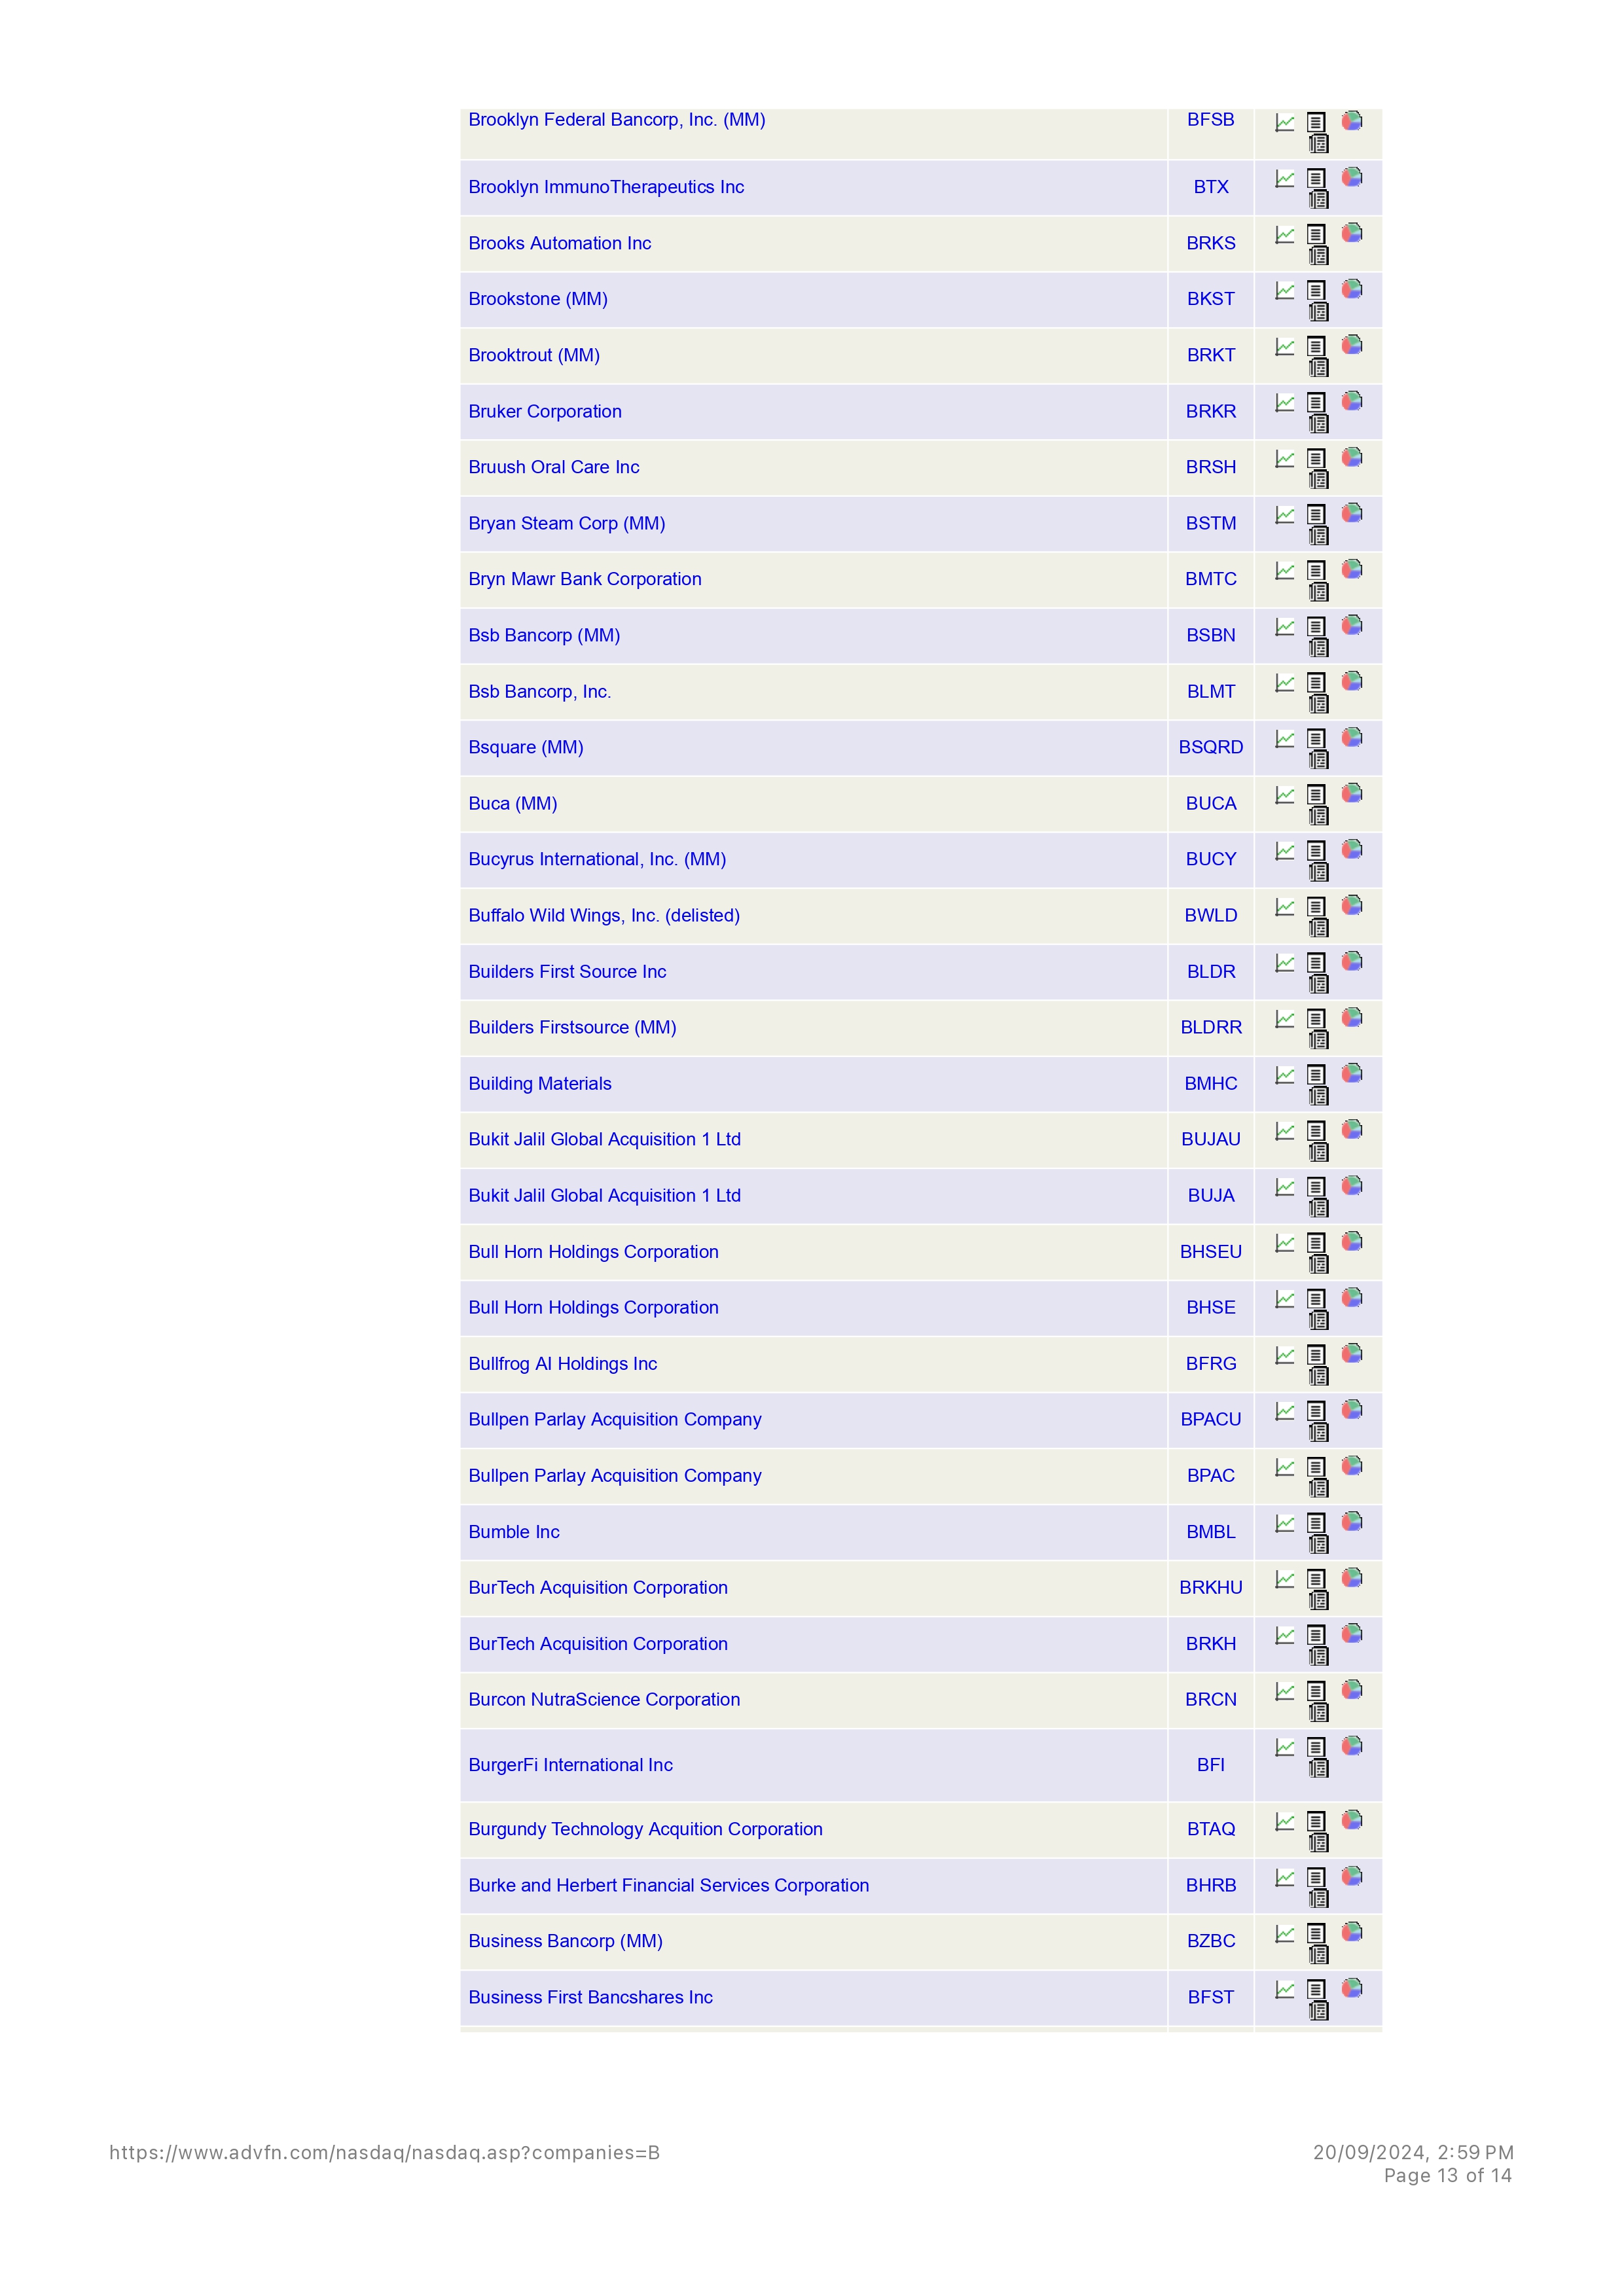 Brooklyn Federal Bancorp, Inc. (MM) BFSB
Brooklyn ImmunoTherapeutics Inc BTX
Brooks Automation Inc BRKS
Brookstone (MM) BKST
Brooktrout (MM) BRKT
Bruker Corporation BRKR
Bruush Oral Care Inc BRSH
Bryan Steam Corp (MM) BSTM
Bryn Mawr Bank Corporation BMTC
Bsb Bancorp (MM) BSBN
Bsb Bancorp, Inc. BLMT
Bsquare (MM) BSQRD
Buca (MM) BUCA
Bucyrus International, Inc. (MM) BUCY
Buffalo Wild Wings, Inc. (delisted) BWLD
Builders First Source Inc BLDR
Builders Firstsource (MM) BLDRR
Building Materials BMHC
Bukit Jalil Global Acquisition 1 Ltd BUJAU
Bukit Jalil Global Acquisition 1 Ltd BUJA
Bull Horn Holdings Corporation BHSEU
Bull Horn Holdings Corporation BHSE
Bullfrog AI Holdings Inc BFRG
Bullpen Parlay Acquisition Company BPACU
Bullpen Parlay Acquisition Company BPAC
Bumble Inc BMBL
BurTech Acquisition Corporation BRKHU
BurTech Acquisition Corporation BRKH
Burcon NutraScience Corporation BRCN
BurgerFi International Inc BFI
Burgundy Technology Acquition Corporation BTAQ
Burke and Herbert Financial Services Corporation BHRB
Business Bancorp (MM) BZBC
Business First Bancshares Inc BFST
https://www.advfn.com/nasdaq/nasdaq.asp?companies=B 20/09/2024, 2:59 PM
Page 13 of 14